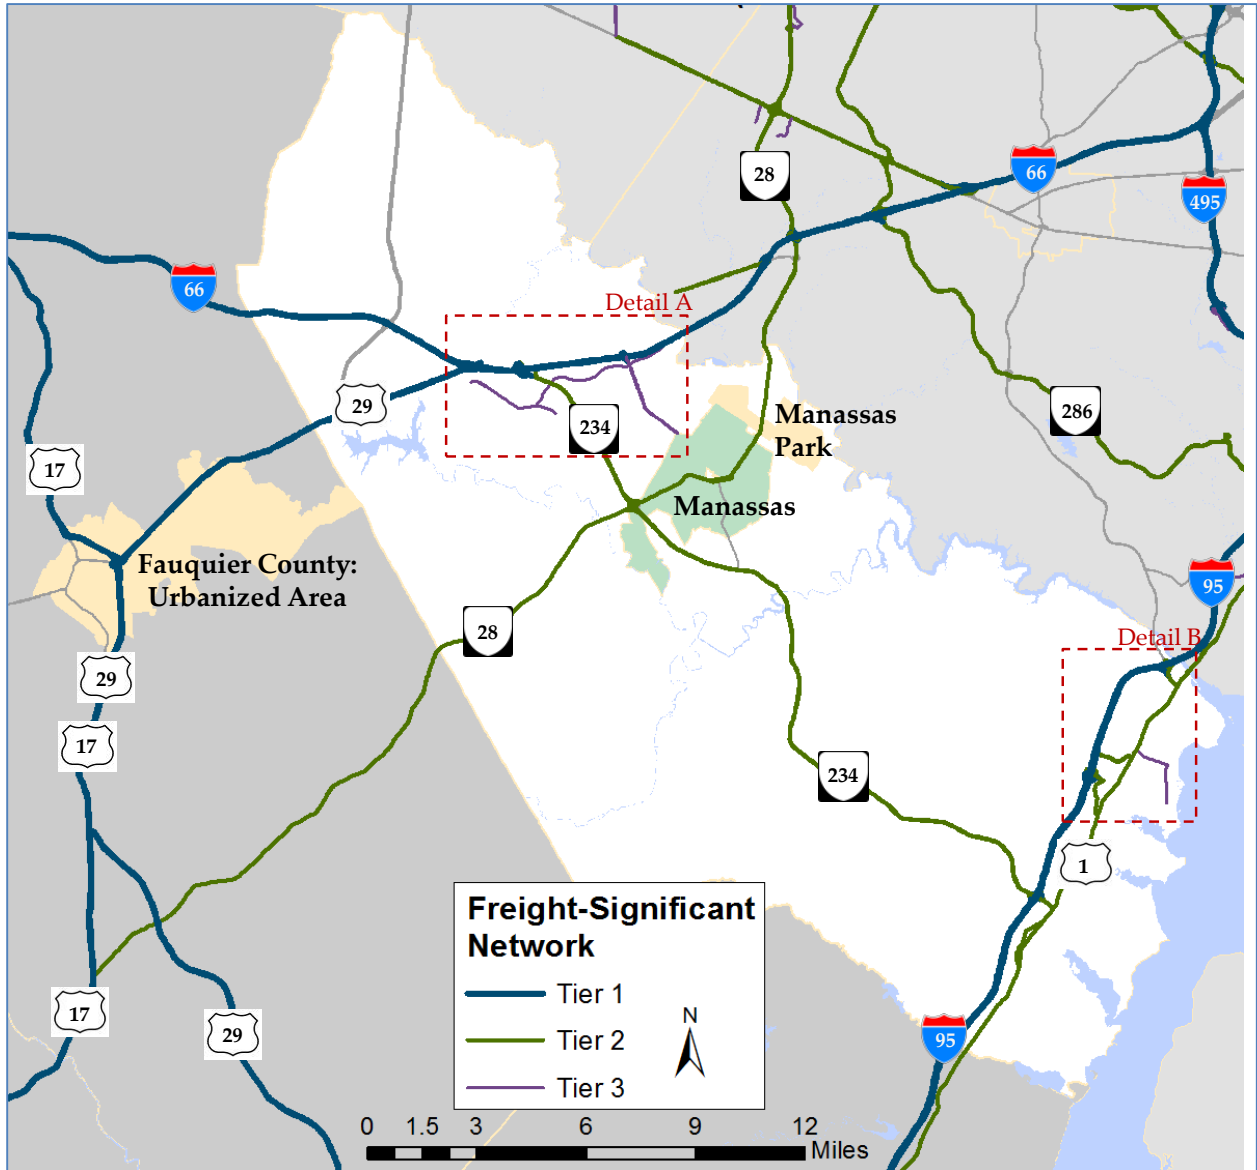 28
66
495
66
Detail A
29
286
234
Manassas
Park
17
Manassas
Fauquier County:
Urbanized Area
95
28
Detail B
29
17
234
1
Freight-Significant
Network
Tier 1
N
17
Tier 2
29
95
Tier 3
0 1.5 3 6 9 12
Miles